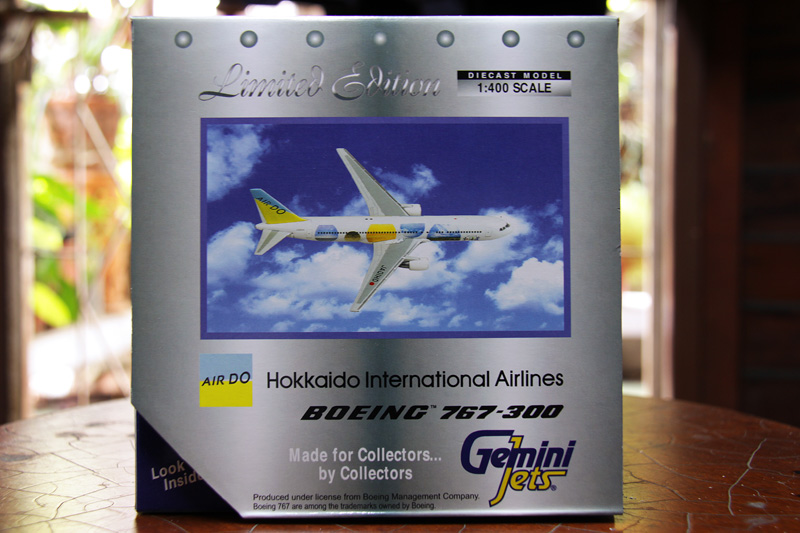 Limited Edition
DIECAST MODEL
1:400 SCALE
AIR DO
AIR DO
Hokkaido International Airlines
BOEING™ 767-300
Made for Collectors...
by Collectors
Gemini
Jets®
Look
Inside
Produced under license from Boeing Management Company.
Boeing 767 are among the trademarks owned by Boeing.